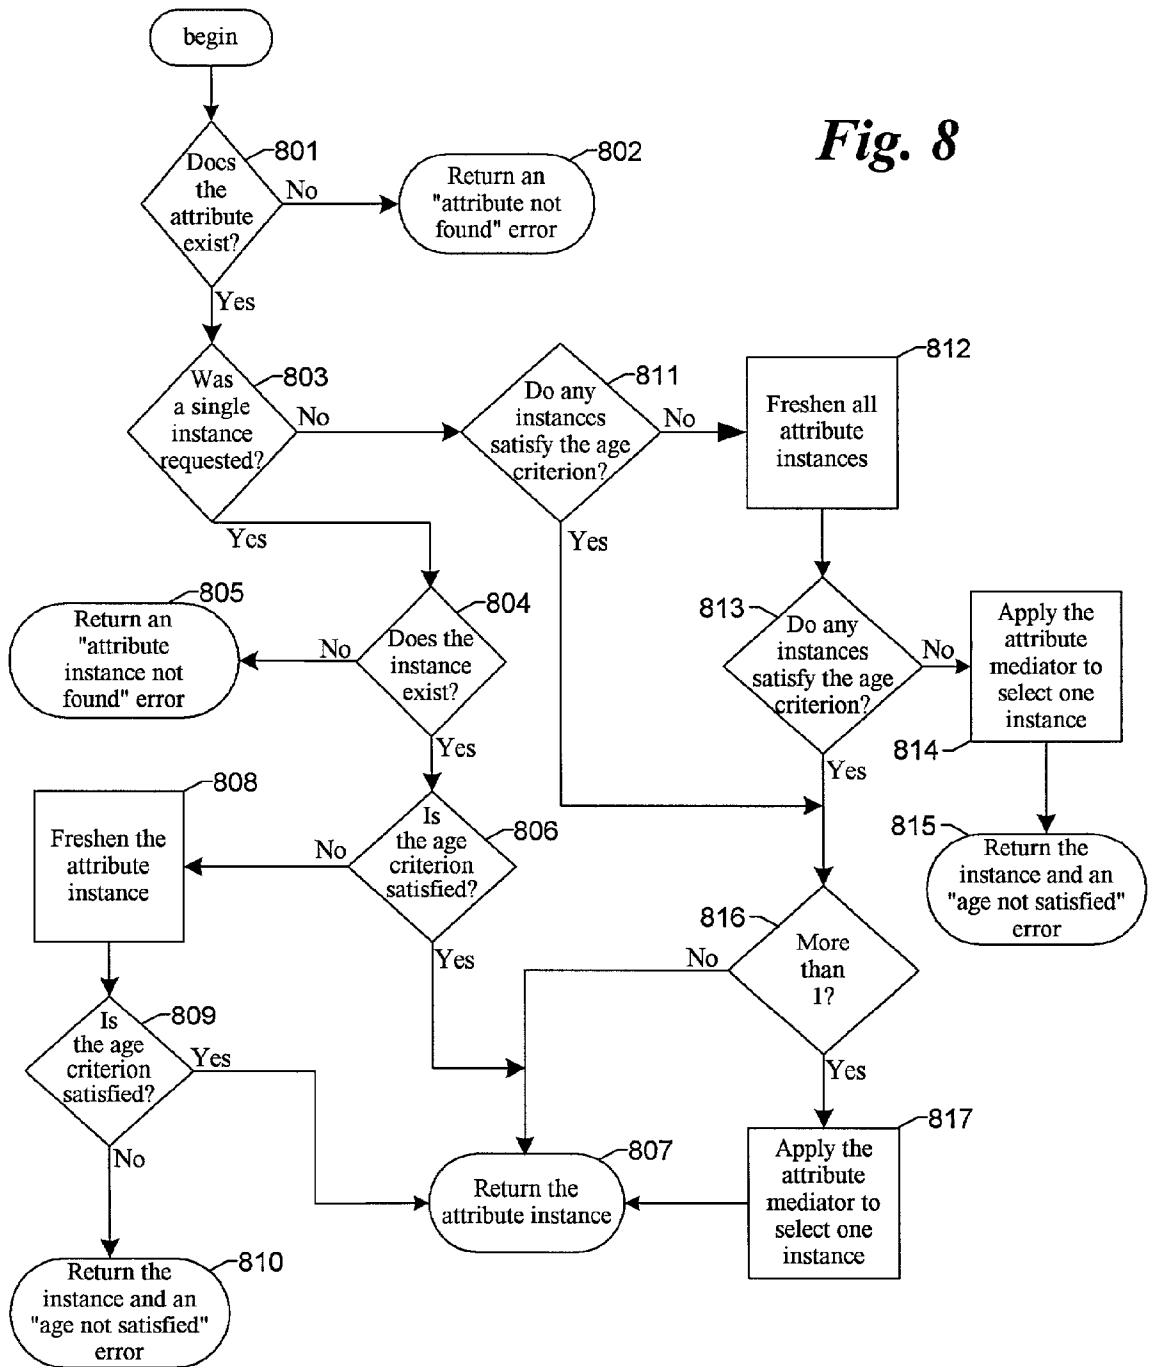 begin
Fig. 8
801
Does
the
attribute
exist?
No
802
Return an
"attribute not
found" error
Yes
803
Was
a single
instance
requested?
No
811
Do any
instances
satisfy the age
criterion?
No
812
Freshen all
attribute
instances
Yes
Yes
805
Return an
"attribute
instance not
found" error
No
804
Does the
instance
exist?
813
Do any
instances
satisfy the age
criterion?
No
Apply the
attribute
mediator to
select one
instance
814
Yes
Yes
808
Freshen the
attribute
instance
No
806
Is
the age
criterion
satisfied?
815
Return the
instance and an
"age not satisfied"
error
Yes
816
More
than
1?
No
Yes
809
Is
the age
criterion
satisfied?
Yes
No
807
Return the
attribute instance
817
Apply the
attribute
mediator to
select one
instance
810
Return the
instance and an
"age not satisfied"
error